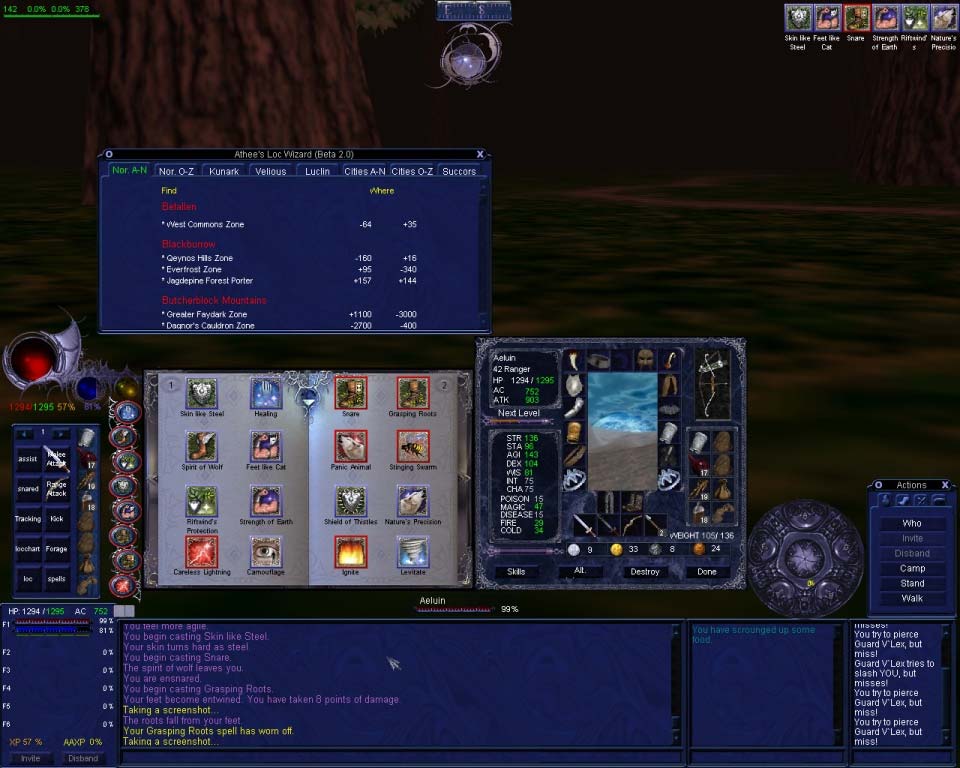 142 0.0% 0.0% 378
E S
Skin like Steel
Feet like Cat
Snare
Strength of Earth
Riftwind's
Nature's Precisio
Athee's Loc Wizard (Beta 2.0)
Nor. A-N Nor. O-Z Kunark Velious Luclin Cities A-N Cities O-Z Succors
Find Where
Befallen
* West Commons Zone -64 +35
Blackburrow
* Qeynos Hills Zone -160 +16
* Everfrost Zone +95 -340
* Jagdepine Forest Porter +157 +144
Butcherblock Mountains
* Greater Faydark Zone +1100 -3000
* Dagnor's Cauldron Zone -2700 -400
1294/1295 57% 81%
1
assist Melee Attack
snared Range Attack
Tracking Kick
locchart Forage
loc spells
17
19
18
1 2
Skin like Steel Healing Snare Grasping Roots
Spirit of Wolf Feet like Cat Panic Animal Stinging Swarm
Riftwind's Protection Strength of Earth Shield of Thistles Nature's Precision
Careless Lightning Camouflage Ignite Levitate
Aeluin
42 Ranger
HP 1294 / 1295
AC 752
ATK 903
Next Level
STR 136
STA 96
AGI 143
DEX 104
WIS 81
INT 75
CHA 75
POISON 15
MAGIC 47
DISEASE 15
FIRE 29
COLD 34
17
19
18
2
WEIGHT 105 / 136
9 33 8 24
Skills Alt. Destroy Done
Actions
Who
Invite
Disband
Camp
Stand
Walk
Aeluin
99%
HP: 1294 / 1295 AC 752
F1 99%
81%
F2 0%
F3 0%
F4 0%
F5 0%
F6 0%
XP 57 % AAXP 0%
Invite Disband
You feel more agile.
You begin casting Skin like Steel.
Your skin turns hard as steel.
You begin casting Snare.
The spirit of wolf leaves you.
You are ensnared.
You begin casting Grasping Roots.
Your feet become entwined. You have taken 8 points of damage.
Taking a screenshot...
The roots fall from your feet.
Your Grasping Roots spell has worn off.
Taking a screenshot...
You have scrounged up some
food.
misses!
You try to pierce
Guard V`Lex, but
miss!
Guard V`Lex tries to
slash YOU, but
misses!
You try to pierce
Guard V`Lex, but
miss!
You try to pierce
Guard V`Lex, but
miss!